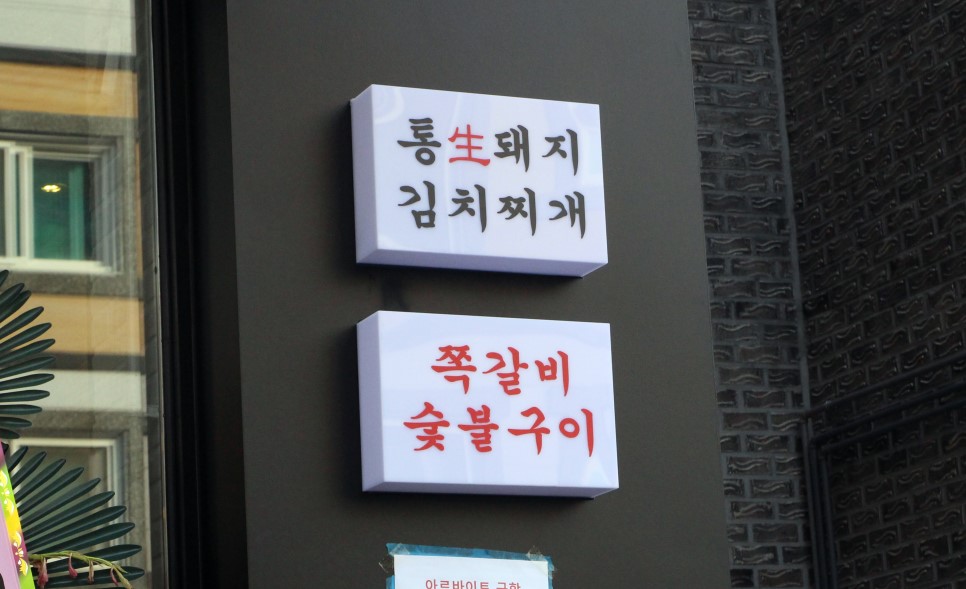 통生돼지
김치찌개
쪽갈비
숯불구이
아르바이트 구함